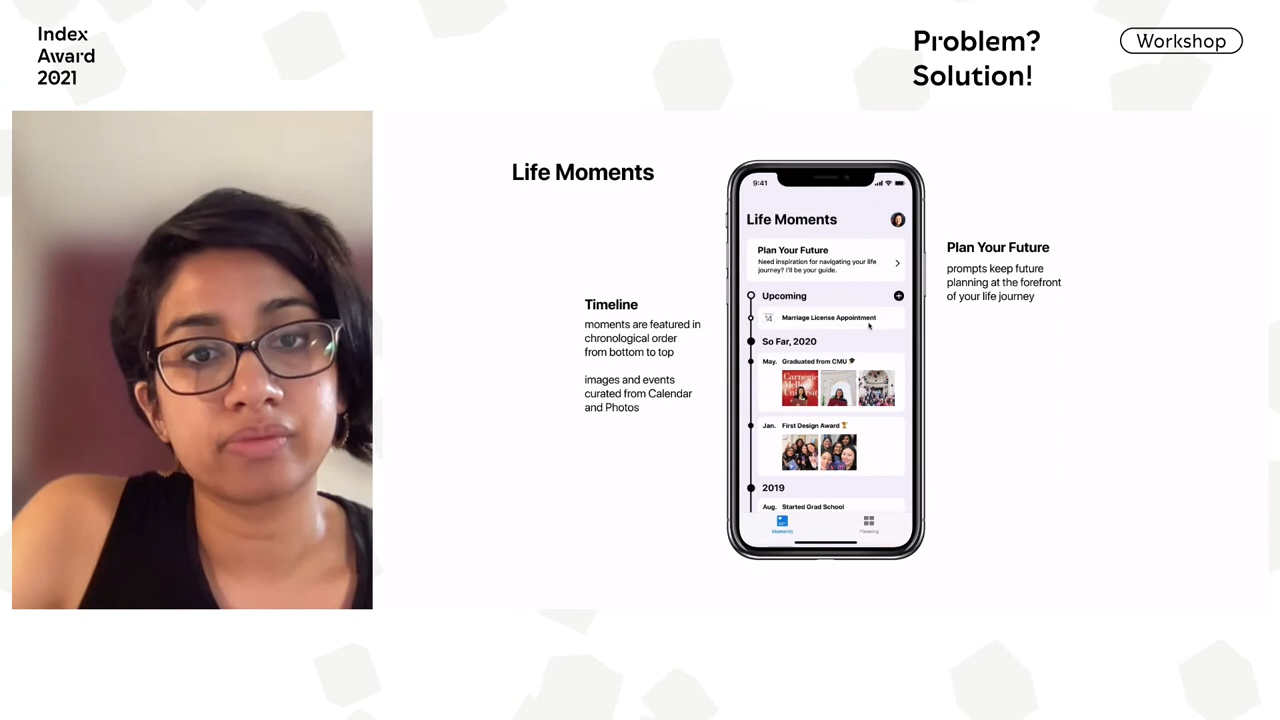 Index
Award
2021
Problem?
Solution!
Workshop
Life Moments
Timeline
moments are featured in
chronological order
from bottom to top
images and events
curated from Calendar
and Photos
9:41
Life Moments
Plan Your Future
Need inspiration for navigating your life
journey? I'll be your guide.
Upcoming
14
Marriage License Appointment
So Far, 2020
May. Graduated from CMU 🎓
Carnegie
Mellon
Jan. First Design Award 🏆
2019
Aug. Started Grad School
Moments
Planning
Plan Your Future
prompts keep future
planning at the forefront
of your life journey